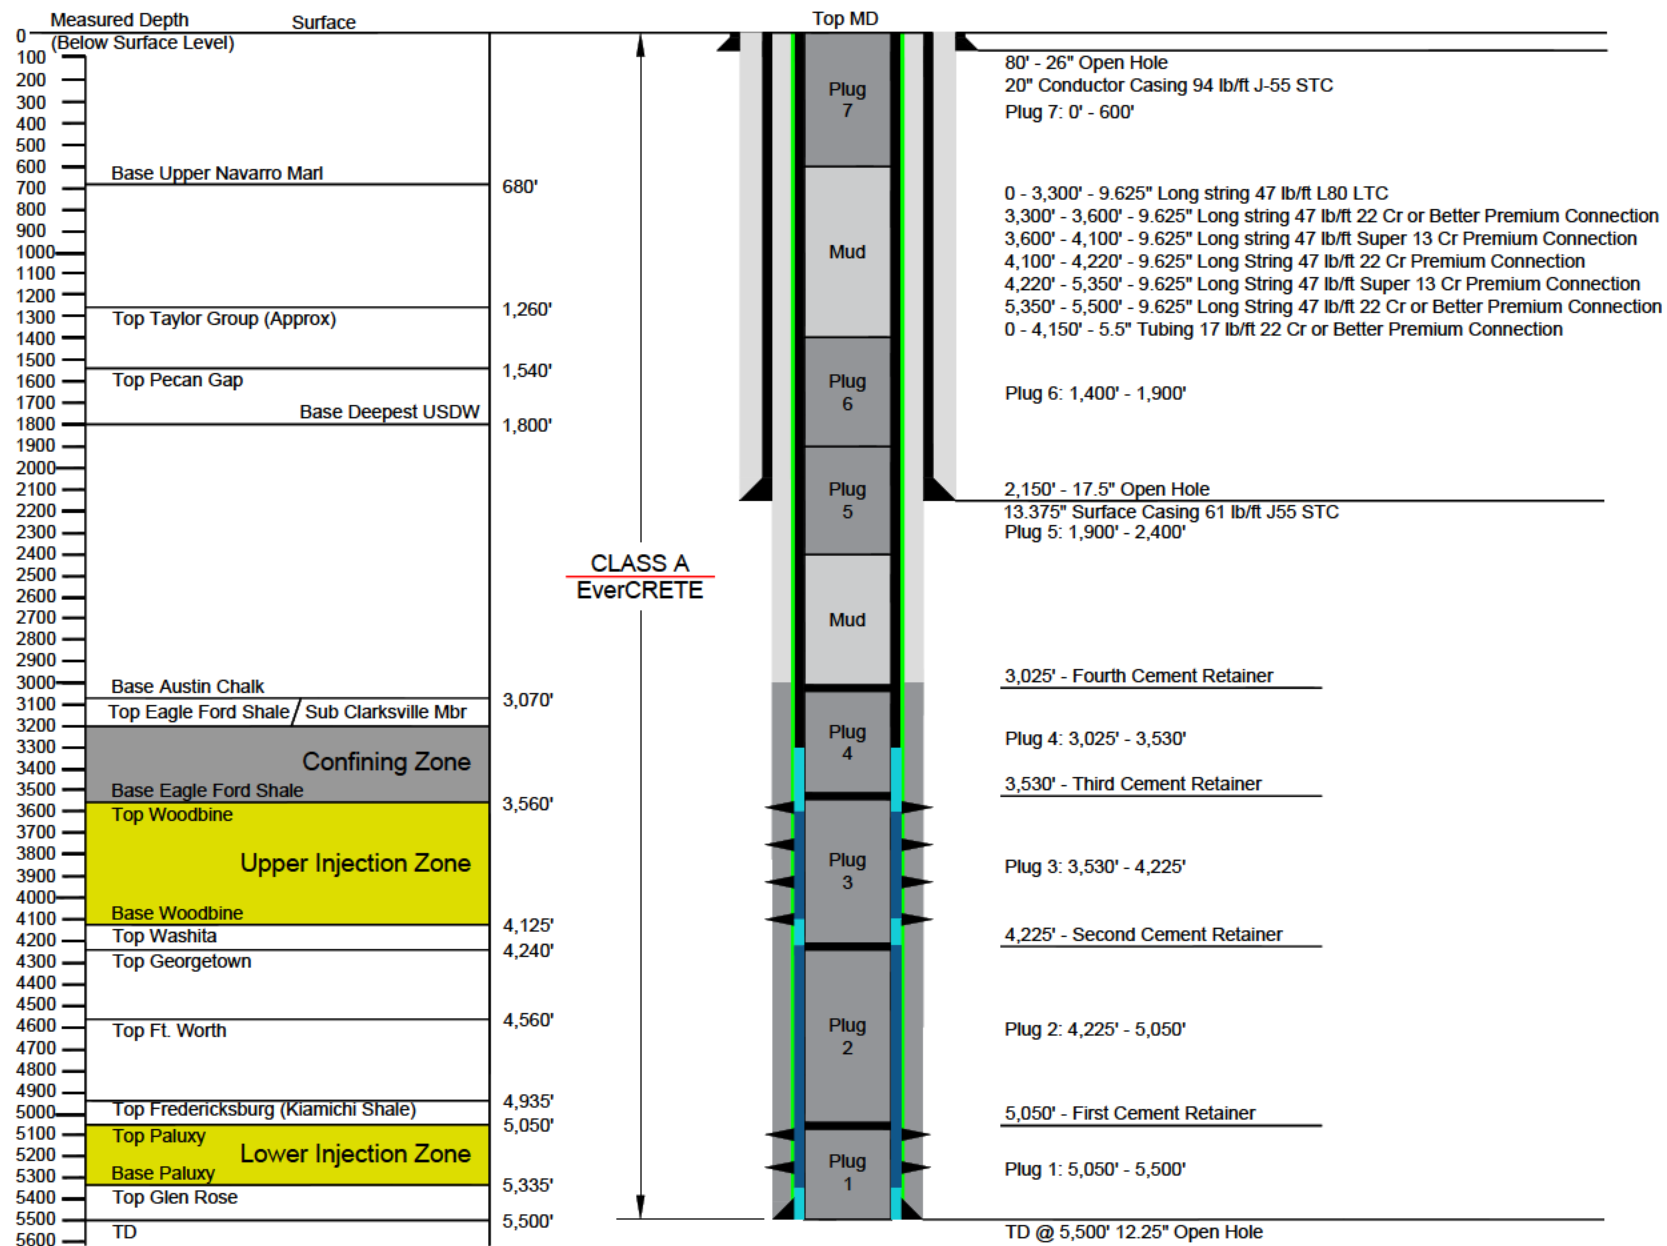 Measured Depth
(Below Surface Level)
Surface
Top MD
0
100
200
300
400
500
600
700
800
900
1000
1100
1200
1300
1400
1500
1600
1700
1800
1900
2000
2100
2200
2300
2400
2500
2600
2700
2800
2900
3000
3100
3200
3300
3400
3500
3600
3700
3800
3900
4000
4100
4200
4300
4400
4500
4600
4700
4800
4900
5000
5100
5200
5300
5400
5500
5600
Base Upper Navarro Marl
680'
1,260'
Top Taylor Group (Approx)
1,540'
Top Pecan Gap
Base Deepest USDW
1,800'
Base Austin Chalk
3,070'
Top Eagle Ford Shale / Sub Clarksville Mbr
Confining Zone
Base Eagle Ford Shale
3,560'
Top Woodbine
Upper Injection Zone
Base Woodbine
4,125'
Top Washita
4,240'
Top Georgetown
4,560'
Top Ft. Worth
4,935'
Top Fredericksburg (Kiamichi Shale)
5,050'
Top Paluxy
Lower Injection Zone
Base Paluxy
5,335'
Top Glen Rose
5,500'
TD
CLASS A
EverCRETE
Plug
7
Mud
Plug
6
Plug
5
Mud
Plug
4
Plug
3
Plug
2
Plug
1
80' - 26" Open Hole
20" Conductor Casing 94 lb/ft J-55 STC
Plug 7: 0' - 600'
0 - 3,300' - 9.625" Long string 47 lb/ft L80 LTC
3,300' - 3,600' - 9.625" Long string 47 lb/ft 22 Cr or Better Premium Connection
3,600' - 4,100' - 9.625" Long string 47 lb/ft Super 13 Cr Premium Connection
4,100' - 4,220' - 9.625" Long String 47 lb/ft 22 Cr Premium Connection
4,220' - 5,350' - 9.625" Long String 47 lb/ft Super 13 Cr Premium Connection
5,350' - 5,500' - 9.625" Long String 47 lb/ft 22 Cr or Better Premium Connection
0 - 4,150' - 5.5" Tubing 17 lb/ft 22 Cr or Better Premium Connection
Plug 6: 1,400' - 1,900'
2,150' - 17.5" Open Hole
13.375" Surface Casing 61 lb/ft J55 STC
Plug 5: 1,900' - 2,400'
3,025' - Fourth Cement Retainer
Plug 4: 3,025' - 3,530'
3,530' - Third Cement Retainer
Plug 3: 3,530' - 4,225'
4,225' - Second Cement Retainer
Plug 2: 4,225' - 5,050'
5,050' - First Cement Retainer
Plug 1: 5,050' - 5,500'
TD @ 5,500' 12.25" Open Hole